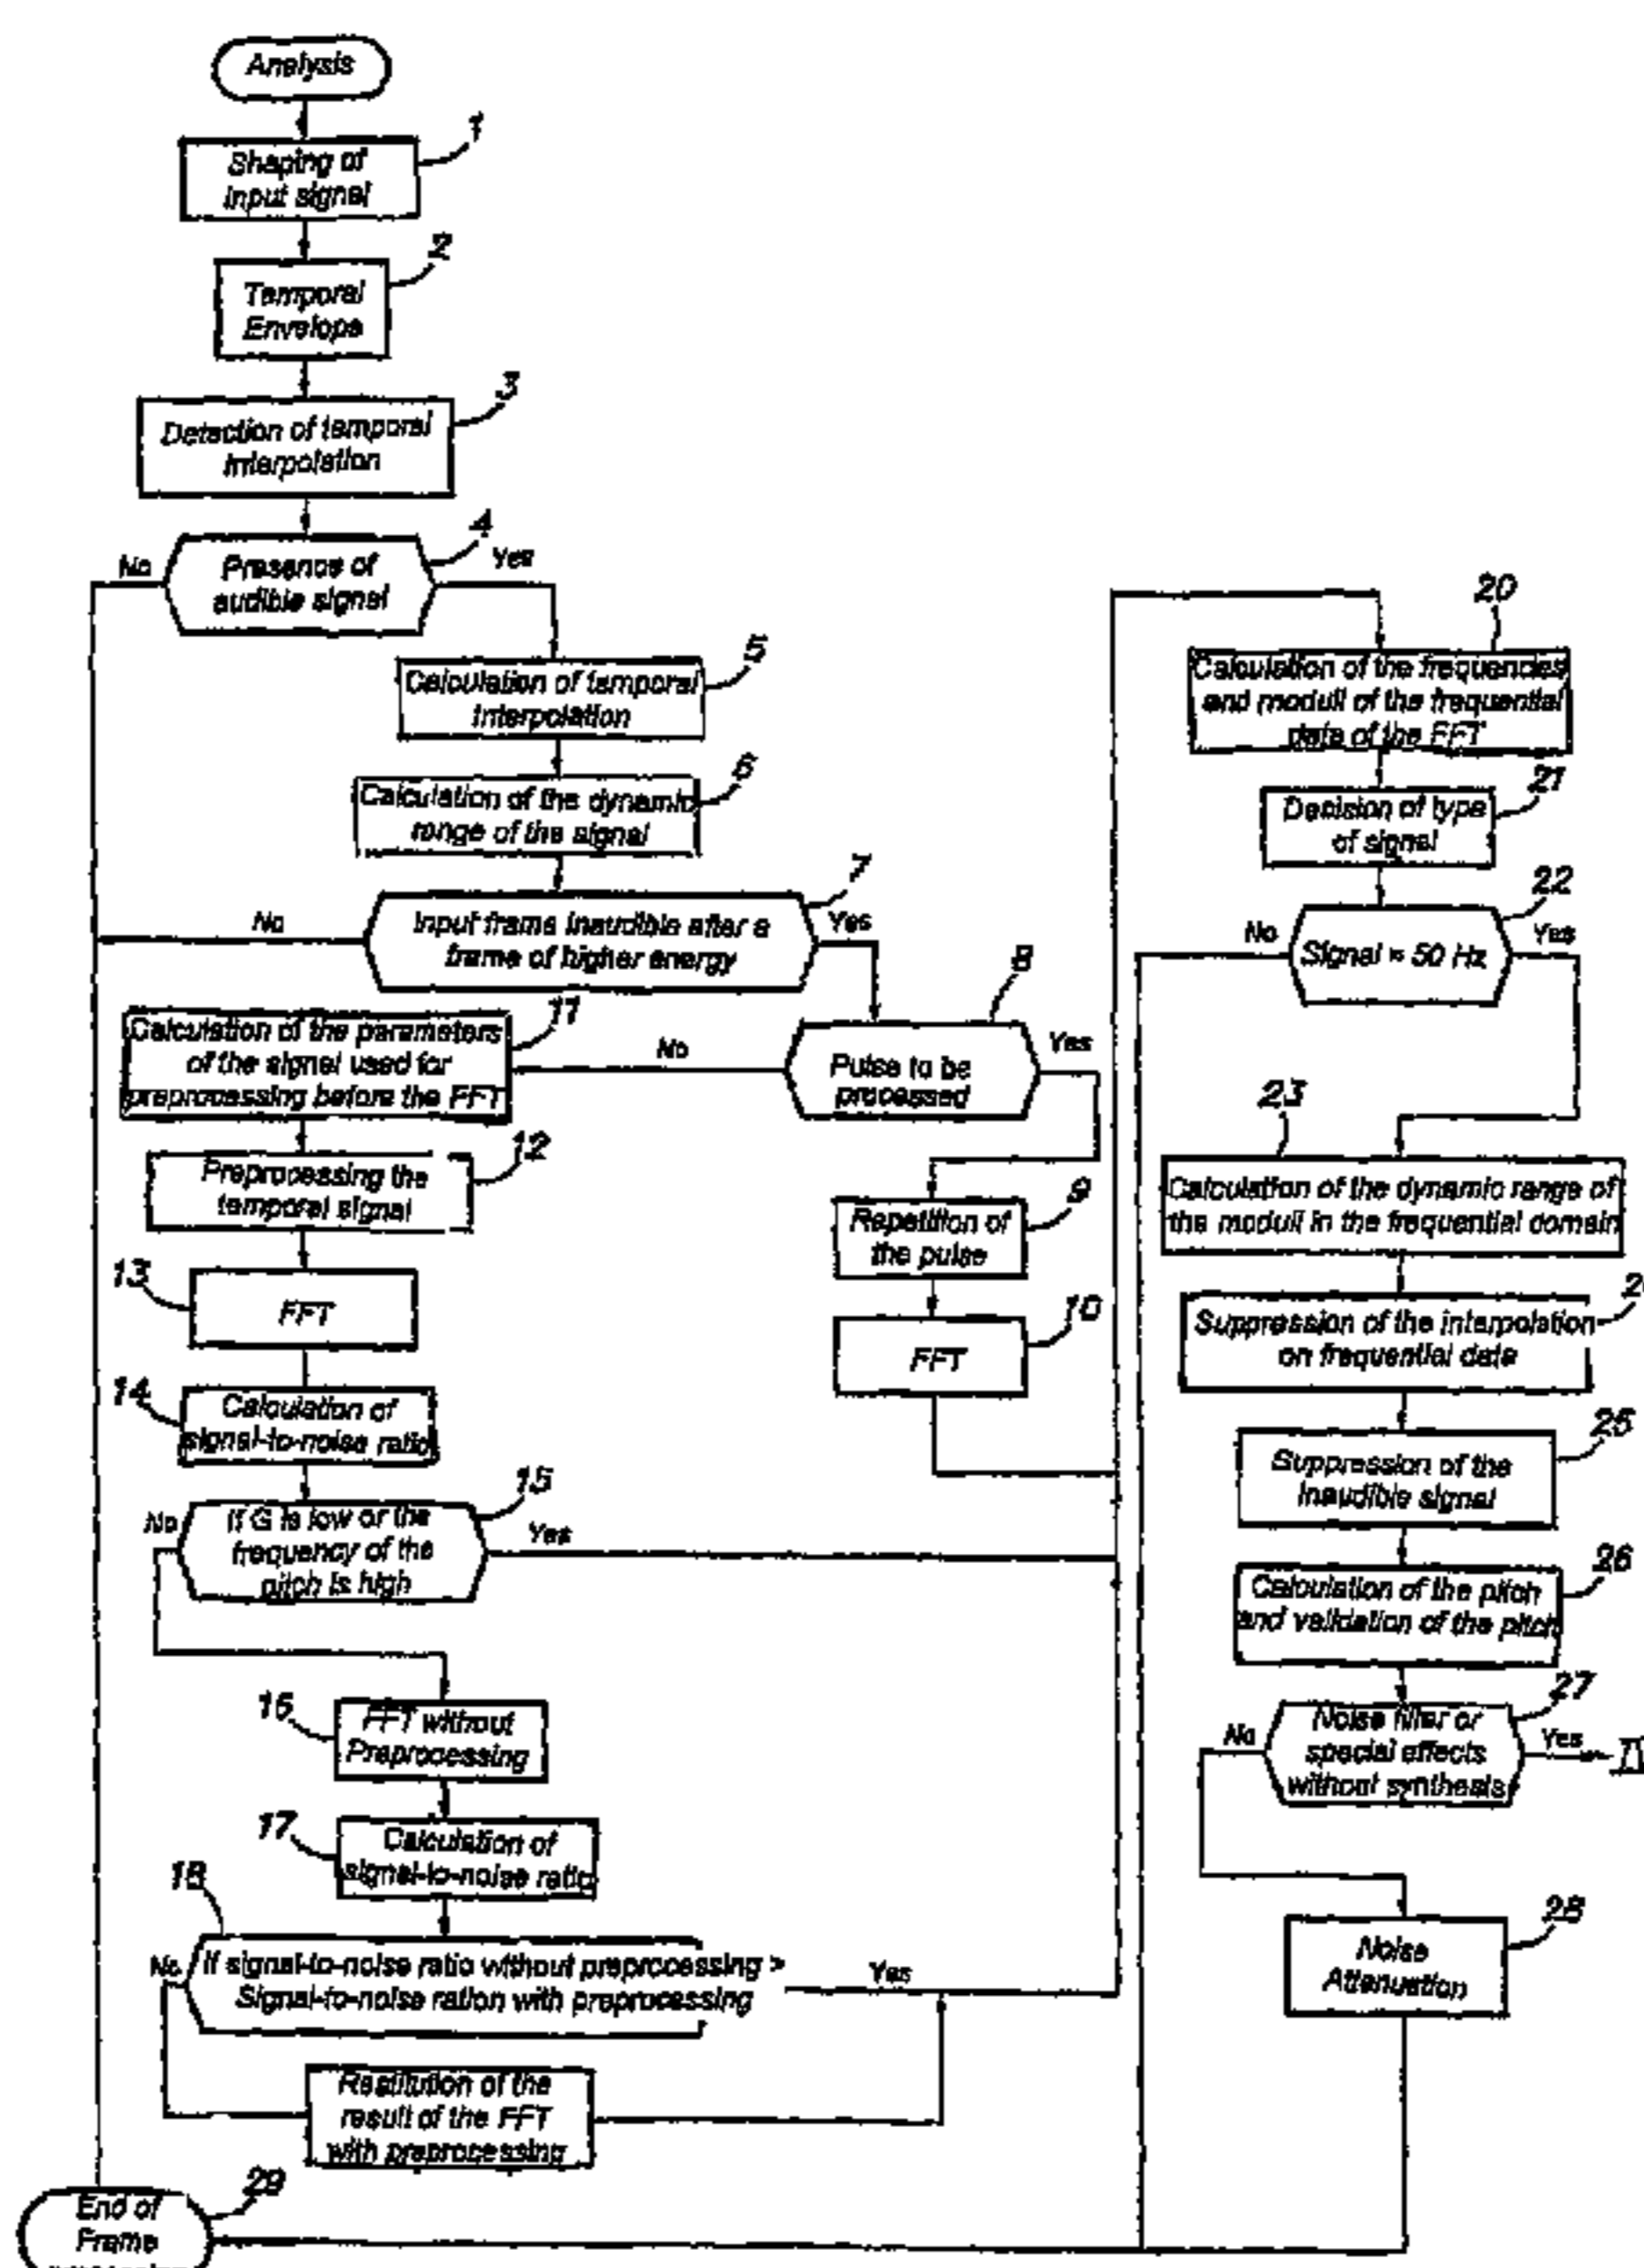 Analysis
1
Shaping of
Input signal
2
Temporal
Envelope
3
Detection of temporal
Interpolation
4
No
Yes
Presence of
audible signal
5
Calculation of temporal
Interpolation
6
Calculation of the dynamic
range of the signal
7
No
Yes
Input frame inaudible after a
frame of higher energy
8
No
Yes
Pulse to be
processed
9
Repetition of
the pulse
10
FFT
11
Calculation of the parameters
of the signal used for
preprocessing before the FFT
12
Preprocessing the
temporal signal
13
FFT
14
Calculation of
signal-to-noise ratio
15
No
Yes
If G is low or the
frequency of the
pitch is high
16
FFT without
Preprocessing
17
Calculation of
signal-to-noise ratio
18
No
Yes
If signal-to-noise ratio without preprocessing >
Signal-to-noise ration with preprocessing
Restitution of the
result of the FFT
with preprocessing
29
End of
Frame
20
Calculation of the frequencies
and moduli of the frequential
data of the FFT
21
Decision of type
of signal
22
No
Yes
Signal = 50 Hz
23
Calculation of the dynamic range of
the moduli in the frequential domain
Suppression of the interpolation
on frequential data
25
Suppression of the
Inaudible signal
26
Calculation of the pitch
and validation of the pitch
27
No
Yes
Noise filter or
special effects
without synthesis
28
Noise
Attenuation